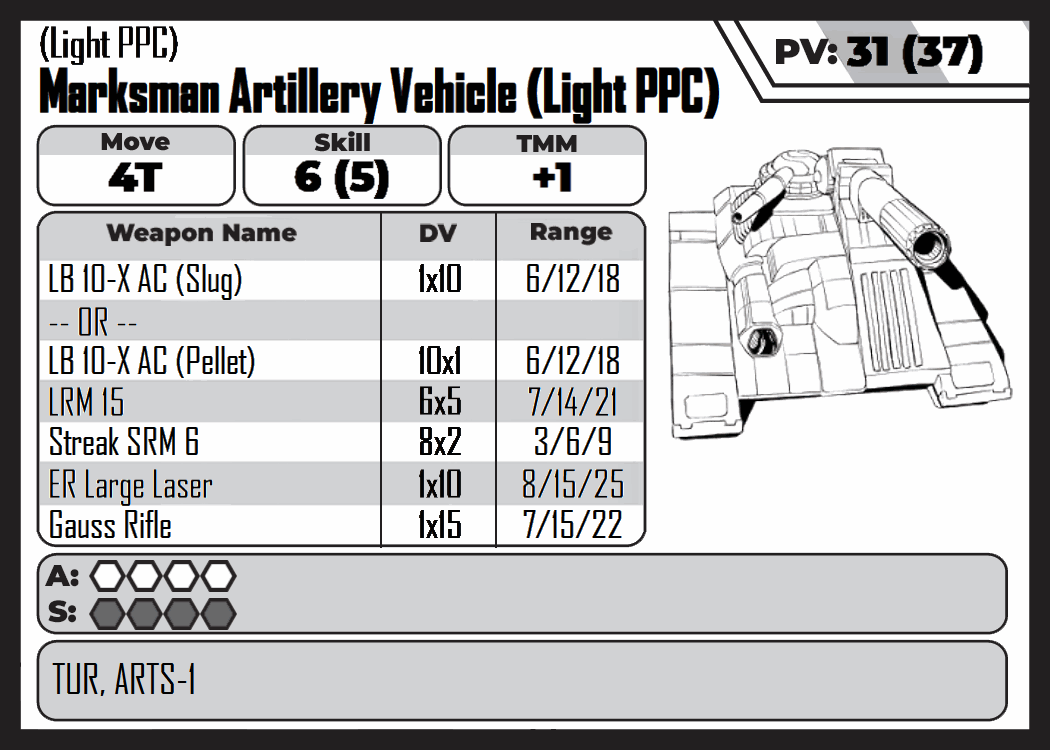 (Light PPC)
Marksman Artillery Vehicle (Light PPC)
PV: 31 (37)
Move Skill TMM
4T 6 (5) +1
Weapon Name DV Range
LB 10-X AC (Slug) 1x10 6/12/18
-- OR --
LB 10-X AC (Pellet) 10x1 6/12/18
LRM 15 6x5 7/14/21
Streak SRM 6 8x2 3/6/9
ER Large Laser 1x10 8/15/25
Gauss Rifle 1x15 7/15/22
A:
S:
TUR, ARTS-1